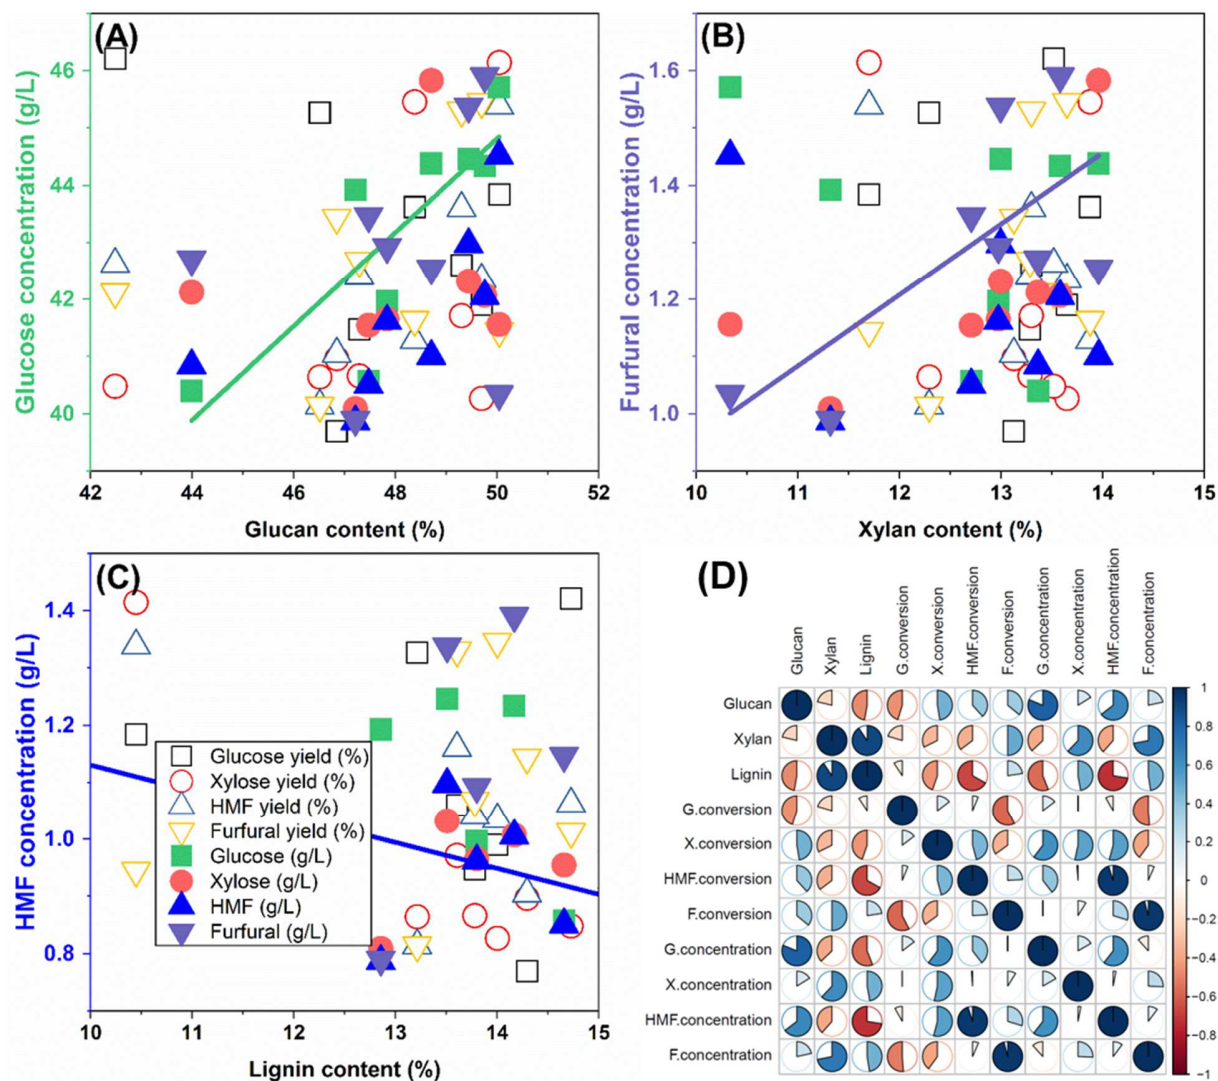 (A)
Glucose concentration (g/L)
46
44
42
40
42 44 46 48 50 52
Glucan content (%)
(B)
Furfural concentration (g/L)
1.6
1.4
1.2
1.0
10 11 12 13 14 15
Xylan content (%)
(C)
HMF concentration (g/L)
1.4
1.2
1.0
0.8
Glucose yield (%)
Xylose yield (%)
HMF yield (%)
Furfural yield (%)
Glucose (g/L)
Xylose (g/L)
HMF (g/L)
Furfural (g/L)
10 12 13 14 15
Lignin content (%)
(D)
Glucan
Xylan
Lignin
G.conversion
X.conversion
HMF.conversion
F.conversion
G.concentration
X.concentration
HMF.concentration
F.concentration
Glucan
Xylan
Lignin
G.conversion
X.conversion
HMF.conversion
F.conversion
G.concentration
X.concentration
HMF.concentration
F.concentration
1
0.8
0.6
0.4
0.2
0
−0.2
−0.4
−0.6
−0.8
−1